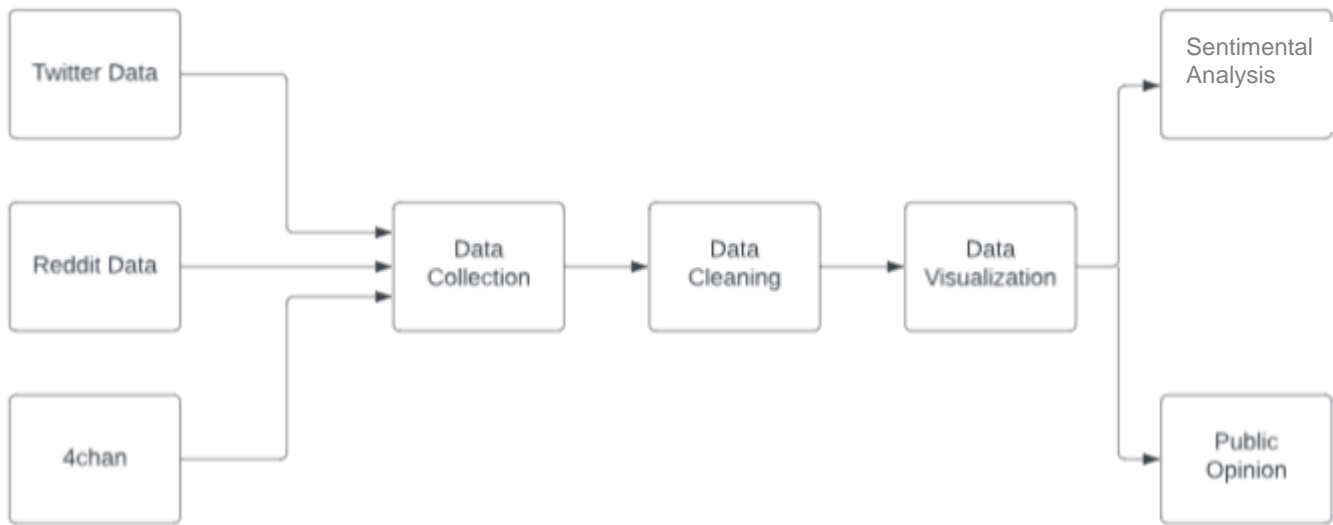 Twitter Data
Reddit Data
4chan
Data
Collection
Data
Cleaning
Data
Visualization
Sentimental
Analysis
Public
Opinion